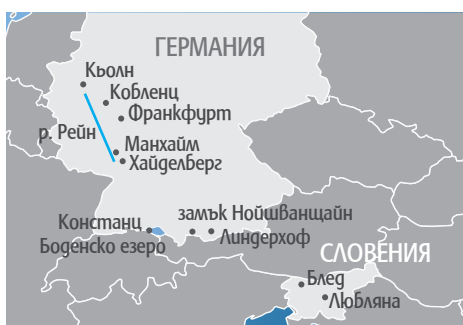 ГЕРМАНИЯ
Кьолн
Кобленц
Франкфурт
р. Рейн
Манхайм
Хайделберг
Констанц
замък Нойшванщайн
Боденско езеро
Линдерхоф
СЛОВЕНИЯ
Блед
Любляна